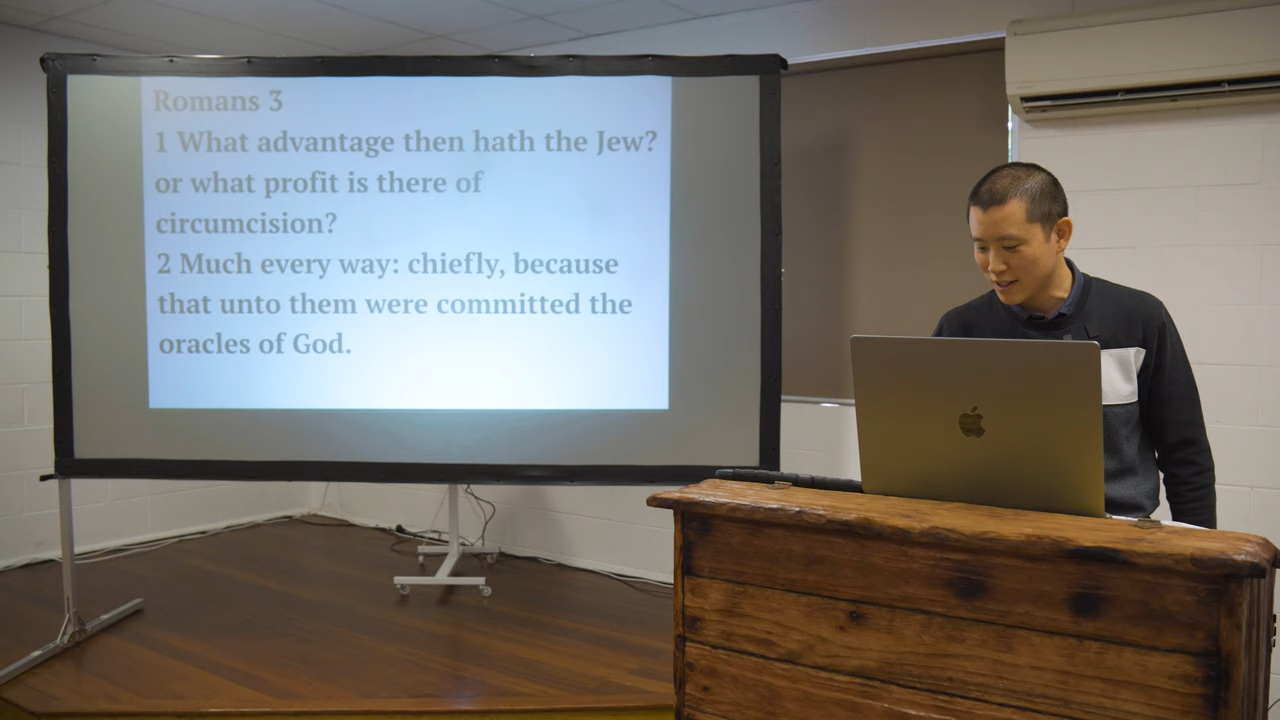 Romans 3
1 What advantage then hath the Jew?
or what profit is there of
circumcision?
2 Much every way: chiefly, because
that unto them were committed the
oracles of God.